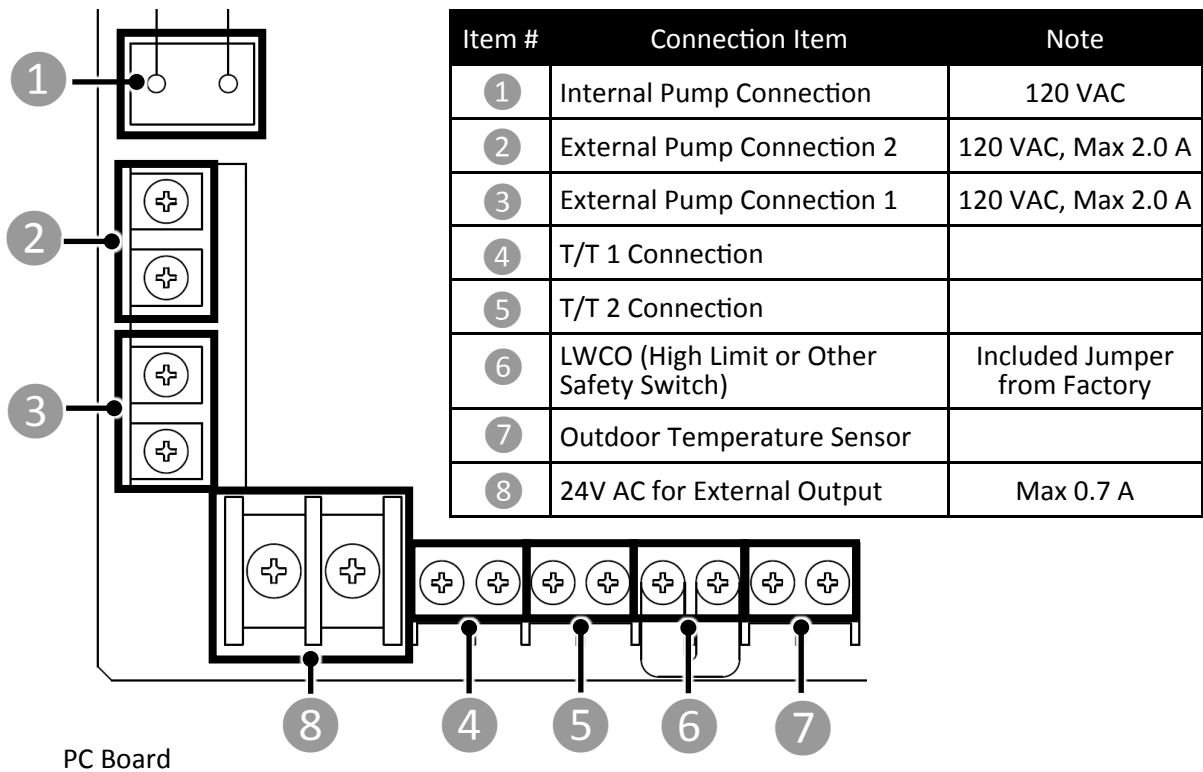 Item # Connection Item Note
1 Internal Pump Connection 120 VAC
2 External Pump Connection 2 120 VAC, Max 2.0 A
3 External Pump Connection 1 120 VAC, Max 2.0 A
4 T/T 1 Connection
5 T/T 2 Connection
6 LWCO (High Limit or Other Safety Switch) Included Jumper from Factory
7 Outdoor Temperature Sensor
8 24V AC for External Output Max 0.7 A
1
2
3
8 4 5 6 7
PC Board